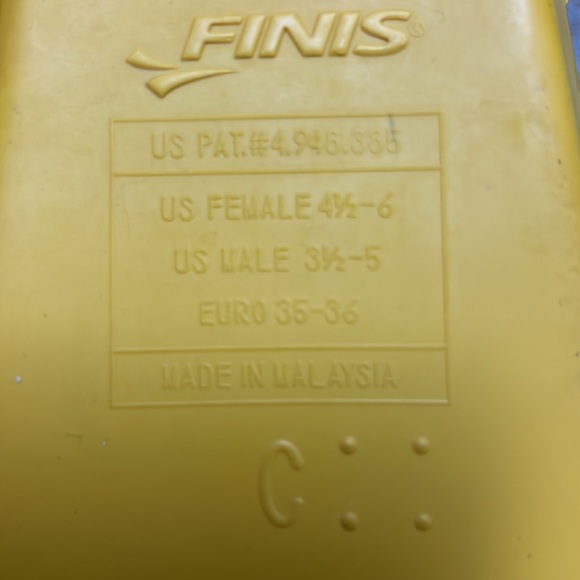 FINIS®
US PAT.#4.946.385
US FEMALE 4½-6
US MALE 3½-5
EURO 35-36
MADE IN MALAYSIA
C